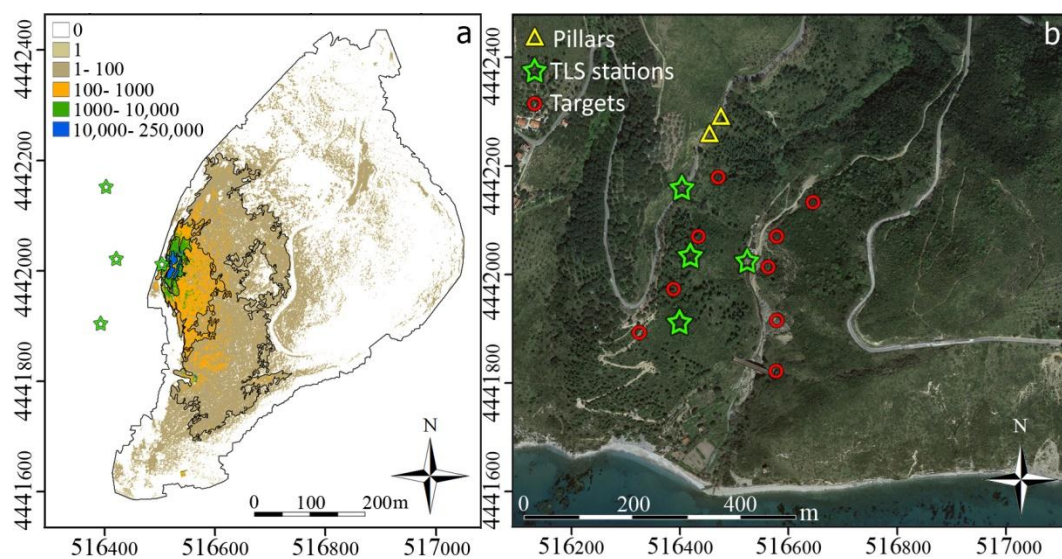 a
0
1
1- 100
100- 1000
1000- 10,000
10,000- 250,000
4442400
4442200
4442000
4441800
4441600
N
0 100 200m
516400 516600 516800 517000
b
Pillars
TLS stations
Targets
4442400
4442200
4442000
4441800
4441600
N
0 200 400
m
516200 516400 516600 516800 517000